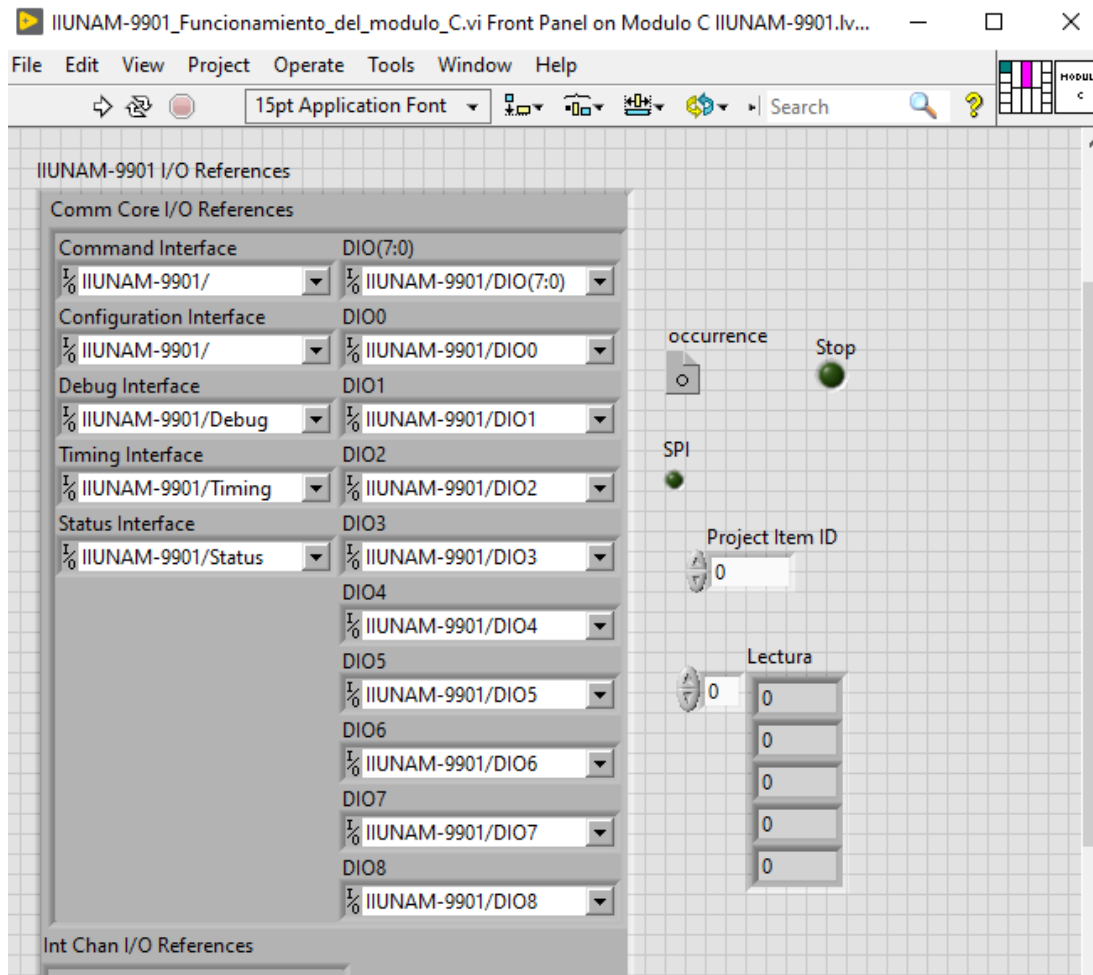 IIUNAM-9901_Funcionamiento_del_modulo_C.vi Front Panel on Modulo C IIUNAM-9901.lv...
File Edit View Project Operate Tools Window Help
15pt Application Font Search
MODUL
C
IIUNAM-9901 I/O References
Comm Core I/O References
Command Interface DIO(7:0)
IIUNAM-9901/ IIUNAM-9901/DIO(7:0)
Configuration Interface DIO0
IIUNAM-9901/ IIUNAM-9901/DIO0
Debug Interface DIO1
IIUNAM-9901/Debug IIUNAM-9901/DIO1
Timing Interface DIO2
IIUNAM-9901/Timing IIUNAM-9901/DIO2
Status Interface DIO3
IIUNAM-9901/Status IIUNAM-9901/DIO3
DIO4
IIUNAM-9901/DIO4
DIO5
IIUNAM-9901/DIO5
DIO6
IIUNAM-9901/DIO6
DIO7
IIUNAM-9901/DIO7
DIO8
IIUNAM-9901/DIO8
Int Chan I/O References
occurrence Stop
SPI
Project Item ID
0
Lectura
0 0
0
0
0
0